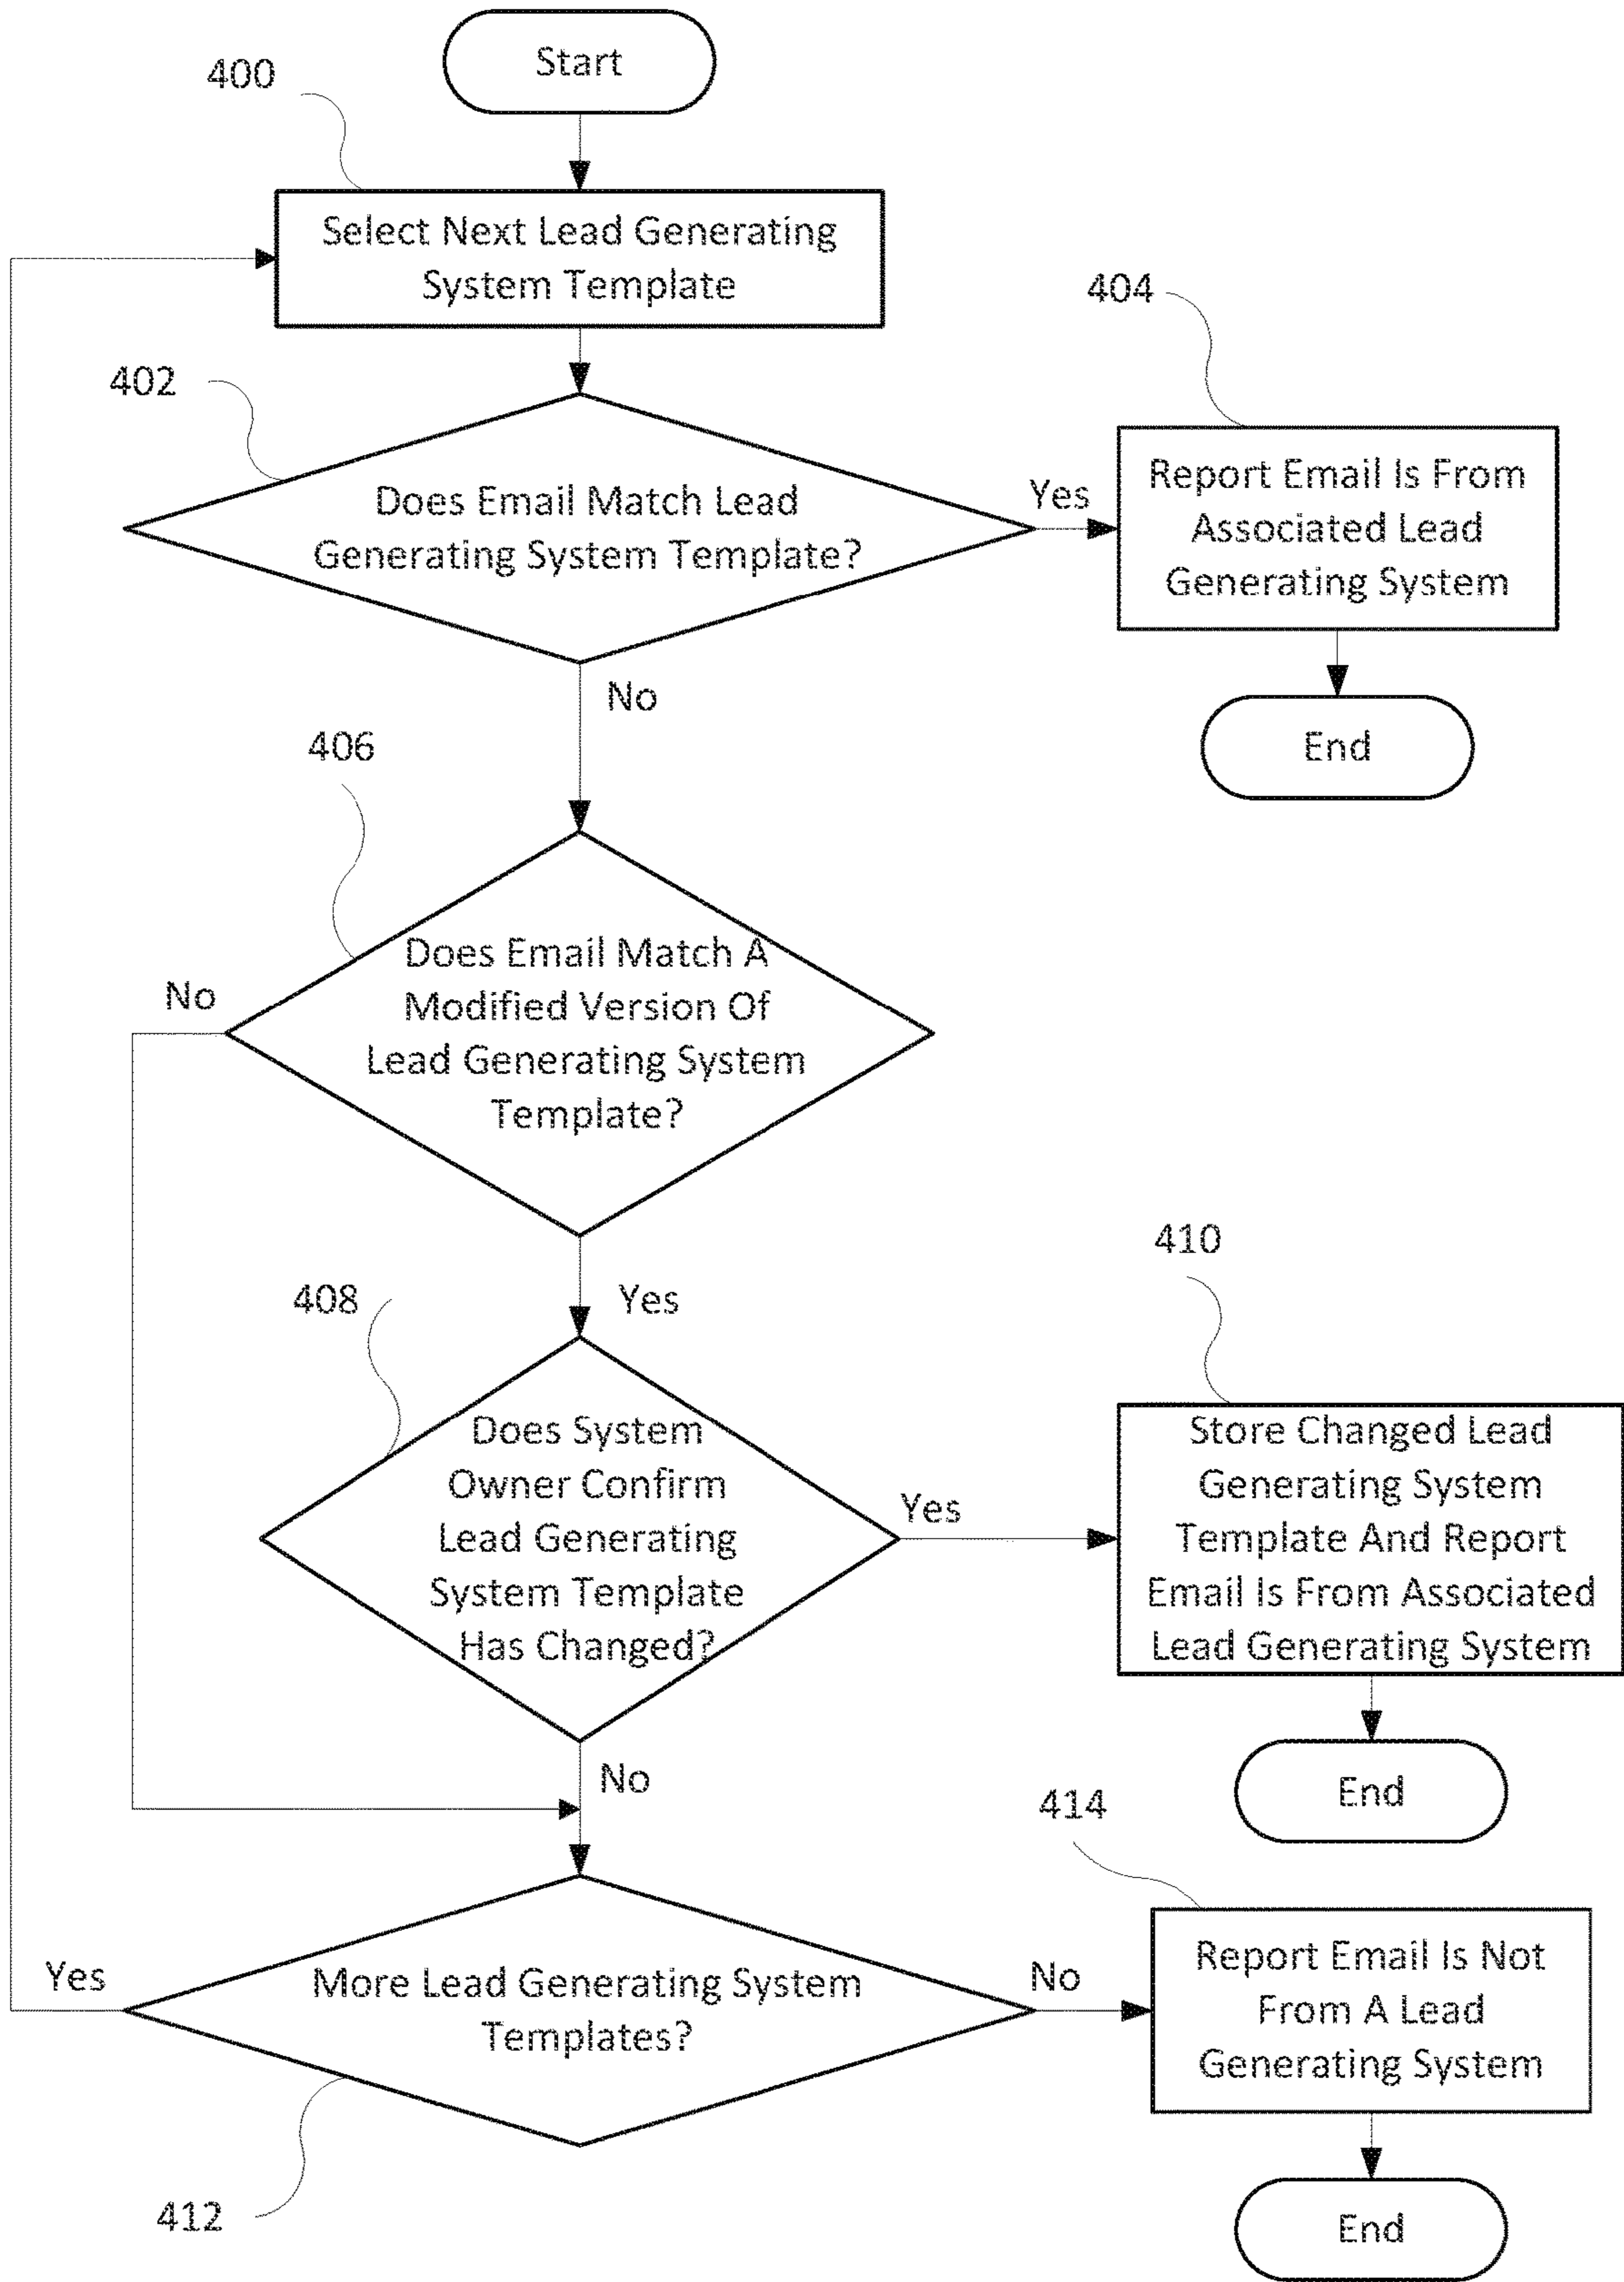 Start
400
Select Next Lead Generating
System Template
402
Does Email Match Lead
Generating System Template?
Yes
404
Report Email Is From
Associated Lead
Generating System
End
No
406
Does Email Match A
Modified Version Of
Lead Generating System
Template?
No
Yes
408
Does System
Owner Confirm
Lead Generating
System Template
Has Changed?
Yes
410
Store Changed Lead
Generating System
Template And Report
Email Is From Associated
Lead Generating System
End
No
412
More Lead Generating System
Templates?
Yes
No
414
Report Email Is Not
From A Lead
Generating System
End